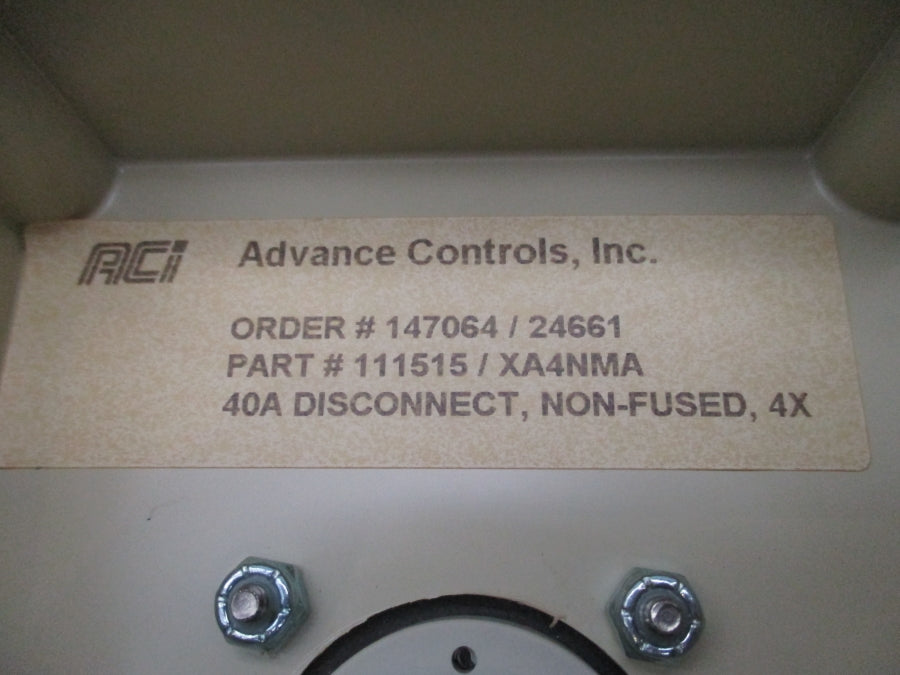 ACi Advance Controls, Inc.
ORDER # 147064 / 24661
PART # 111515 / XA4NMA
40A DISCONNECT, NON-FUSED, 4X